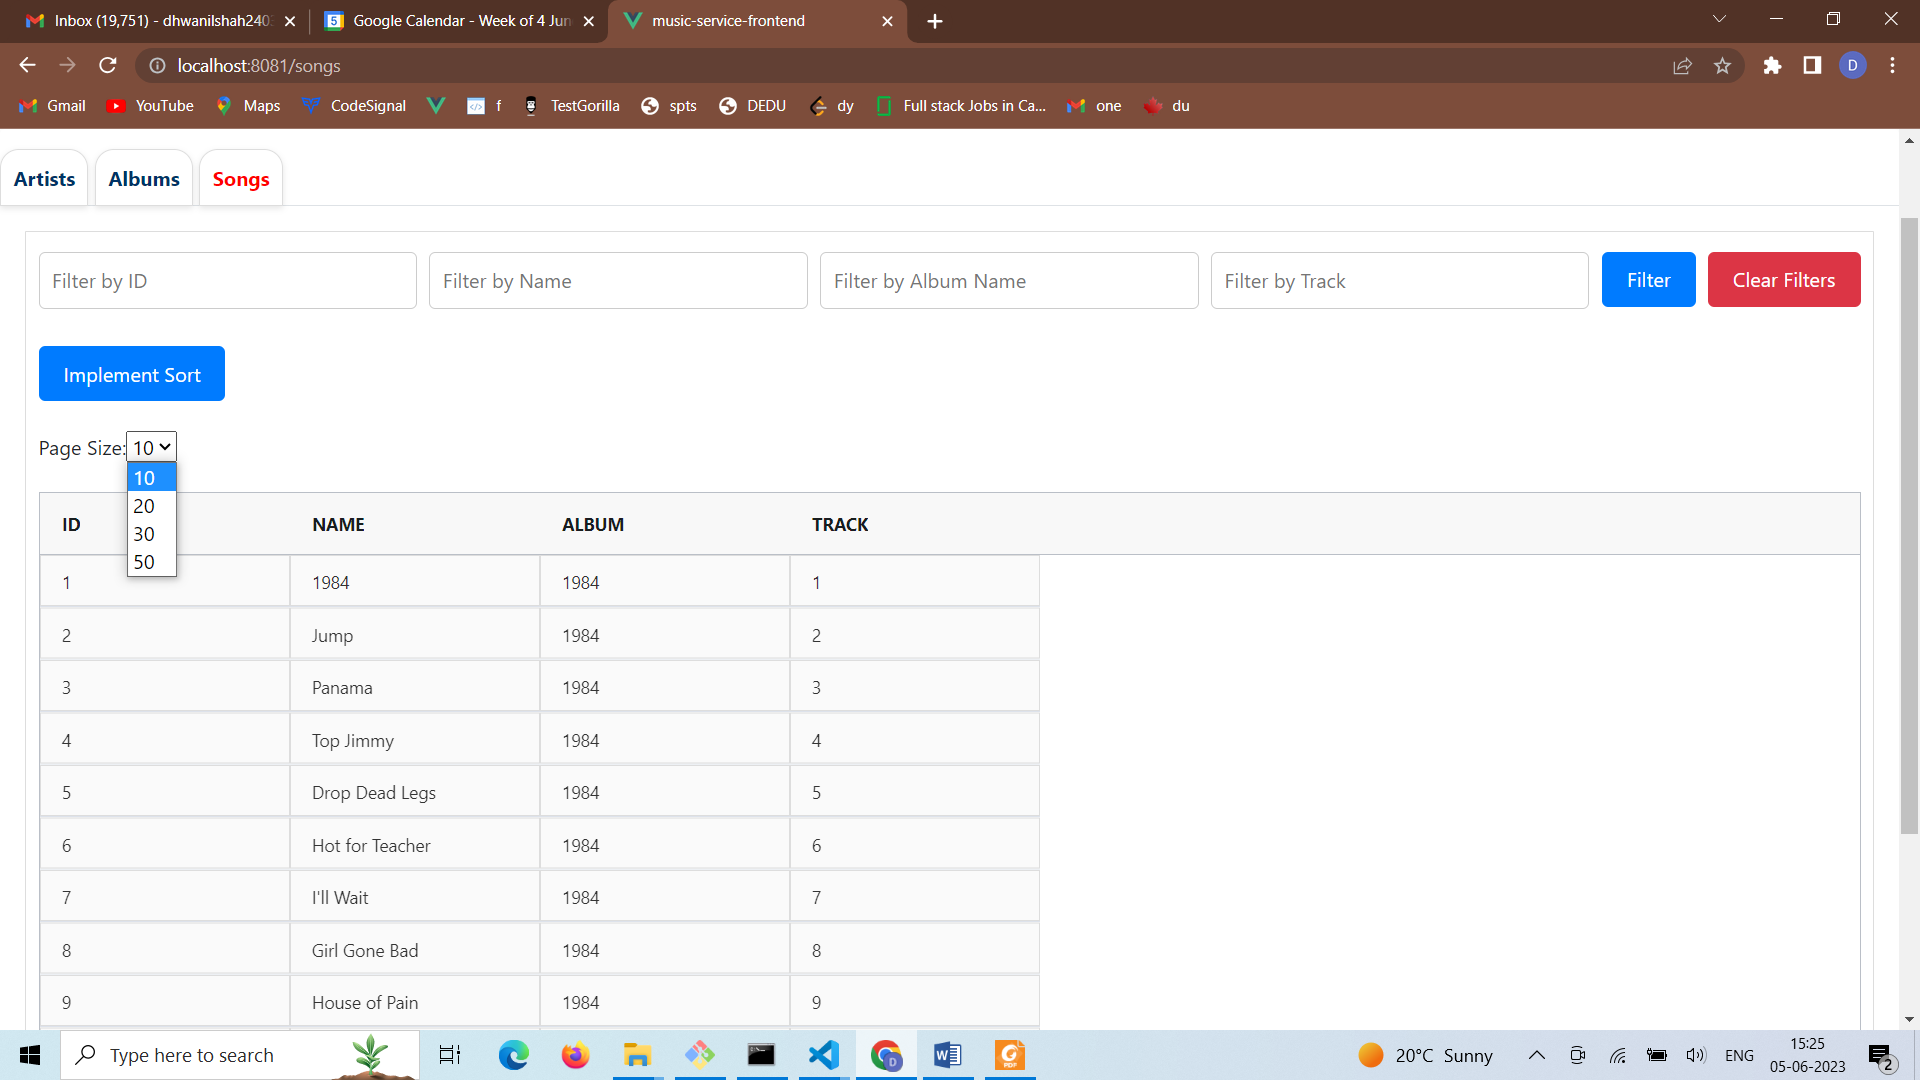 Inbox (19,751) - dhwanilshah240
Google Calendar - Week of 4 Jun
music-service-frontend
localhost:8081/songs
D
Gmail
YouTube
Maps
CodeSignal
f
TestGorilla
spts
DEDU
dy
Full stack Jobs in Ca...
one
du
Artists
Albums
Songs
Filter by ID
Filter by Name
Filter by Album Name
Filter by Track
Filter
Clear Filters
Implement Sort
Page Size: 10
10
20
30
50
ID NAME ALBUM TRACK
1 1984 1984 1
2 Jump 1984 2
3 Panama 1984 3
4 Top Jimmy 1984 4
5 Drop Dead Legs 1984 5
6 Hot for Teacher 1984 6
7 I'll Wait 1984 7
8 Girl Gone Bad 1984 8
9 House of Pain 1984 9
Type here to search
20°C Sunny
ENG
15:25
05-06-2023
2